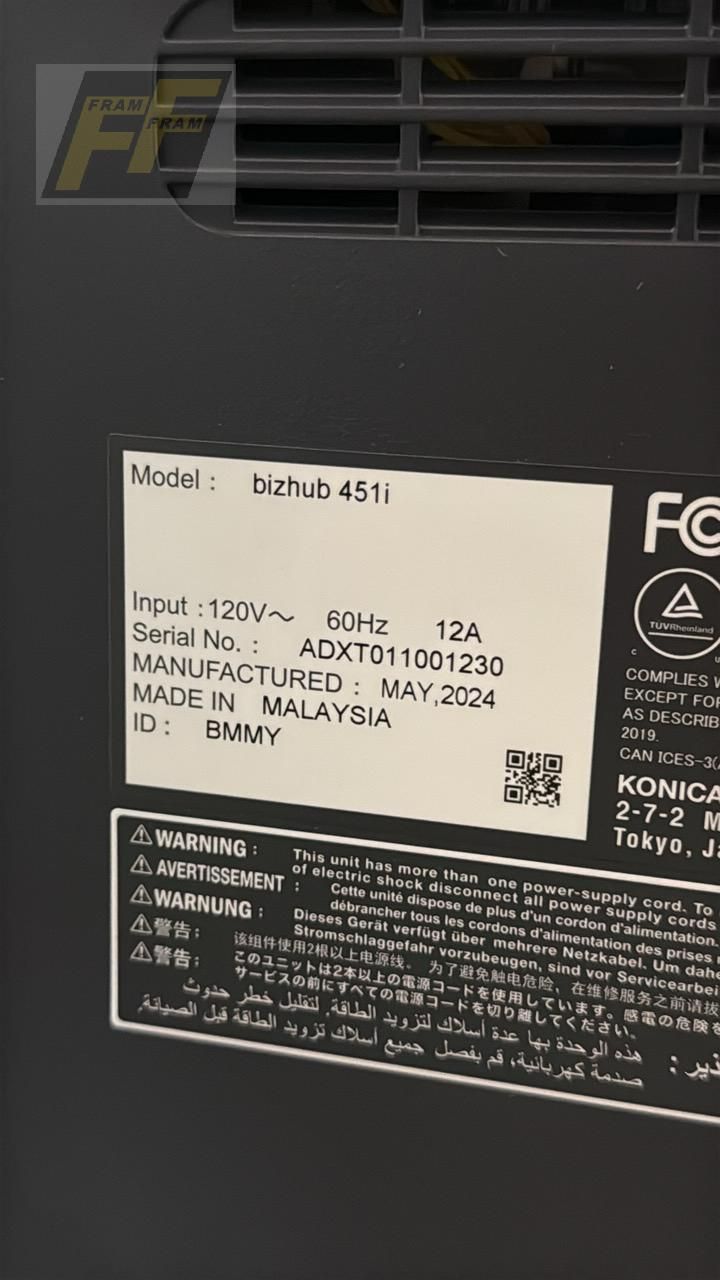 FRAM
FRAM
Model : bizhub 451i
Input : 120V～ 60Hz 12A
Serial No. : ADXT011001230
MANUFACTURED : MAY,2024
MADE IN MALAYSIA
ID : BMMY
FC
TÜVRheinland
C U
COMPLIES W
EXCEPT FOR
AS DESCRIB
2019.
CAN ICES-3(
KONICA
2-7-2 M
Tokyo, Ja
⚠WARNING :
⚠AVERTISSEMENT :
⚠WARNUNG :
⚠警告:
⚠警告:
This unit has more than one power-supply cord. To
of electric shock disconnect all power supply cords
Cette unité dispose de plus d'un cordon d'alimentation.
débrancher tous les cordons d'alimentation des prises
Dieses Gerät verfügt über mehrere Netzkabel. Um dahe
Stromschlaggefahr vorzubeugen, sind vor Servicearbei
该组件使用2根以上电源线。 为了避免触电危险、在维修服务之前请拔
このユニットは2本以上の電源コードを使用しています。感電の危険を
サービスの前にすべての電源コードを切り離してください。
هذه الوحدة بها عدة أسلاك لتزويد الطاقة. لتقليل خطر حدوث
صدمة كهربائية، قم بفصل جميع أسلاك تزويد الطاقة قبل الصيانة.